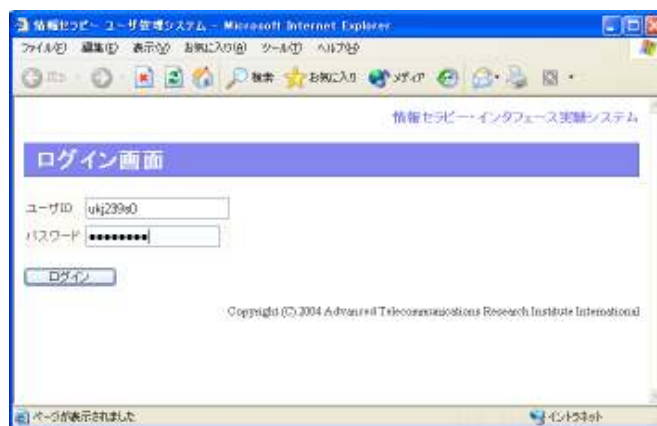 情報セラピー ユーザ管理システム - Microsoft Internet Explorer
ファイル(F) 編集(E) 表示(V) お気に入り(A) ツール(T) ヘルプ(H)
戻る 検索 お気に入り メディア
情報セラピー・インタフェース実験システム
ログイン画面
ユーザID ukj239s0
パスワード ●●●●●●●●
ログイン
Copyright (C) 2004 Advanced Telecommunications Research Institute International
ページが表示されました イントラネット